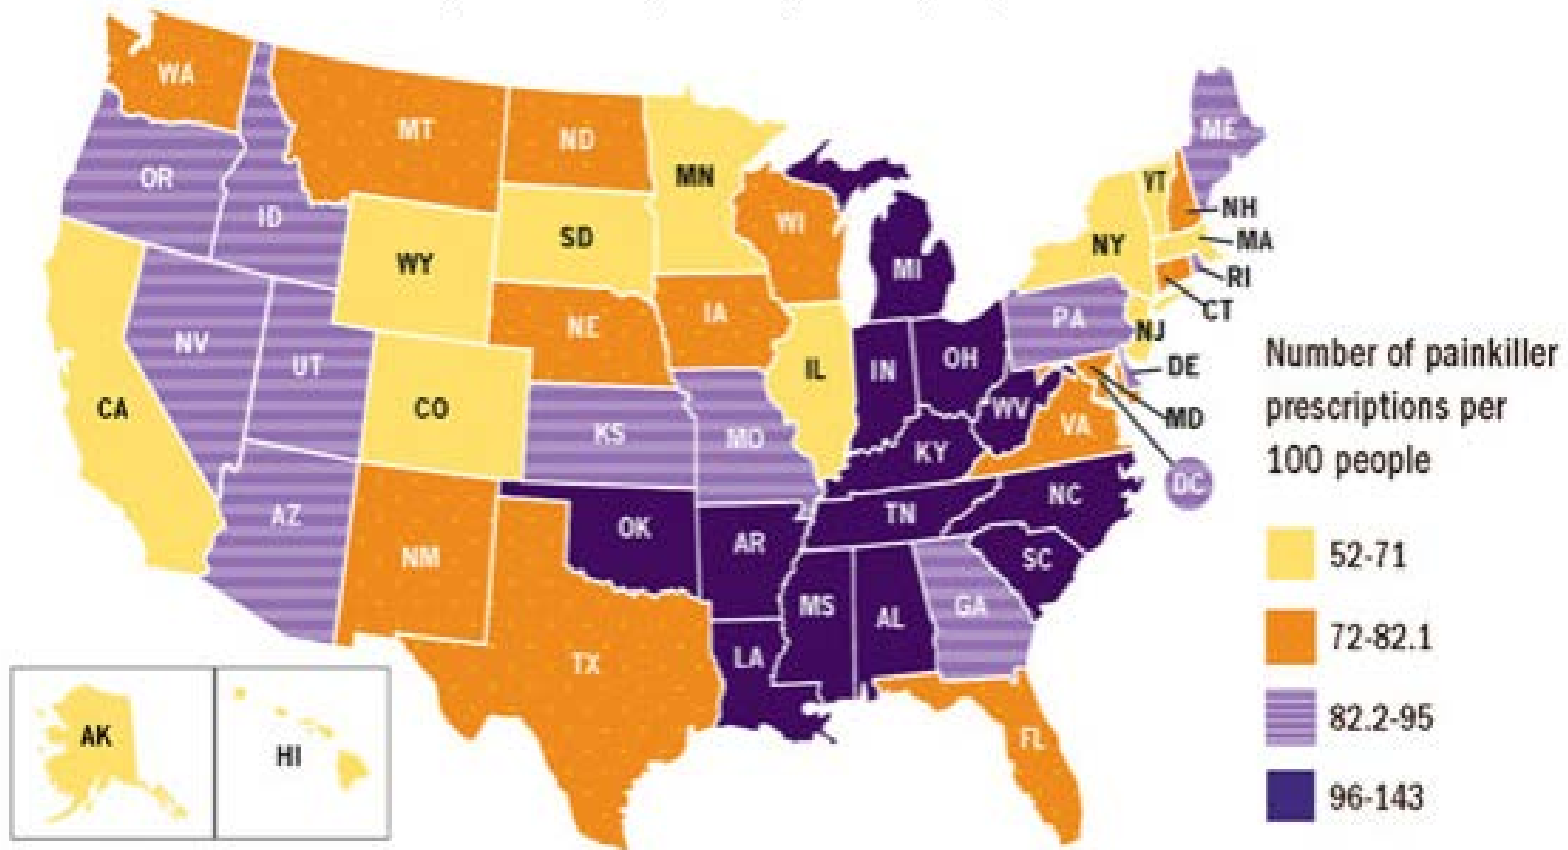 WA
MT
ND
MN
OR
ID
WY
SD
WI
MI
ME
VT
NH
NY
MA
RI
CT
NV
UT
CA
CO
NE
IA
IL
IN
OH
PA
NJ
DE
MD
DC
WV
VA
KS
MO
KY
AZ
NM
OK
AR
TN
NC
SC
MS
AL
GA
TX
LA
FL
AK
HI
Number of painkiller
prescriptions per
100 people
52-71
72-82.1
82.2-95
96-143